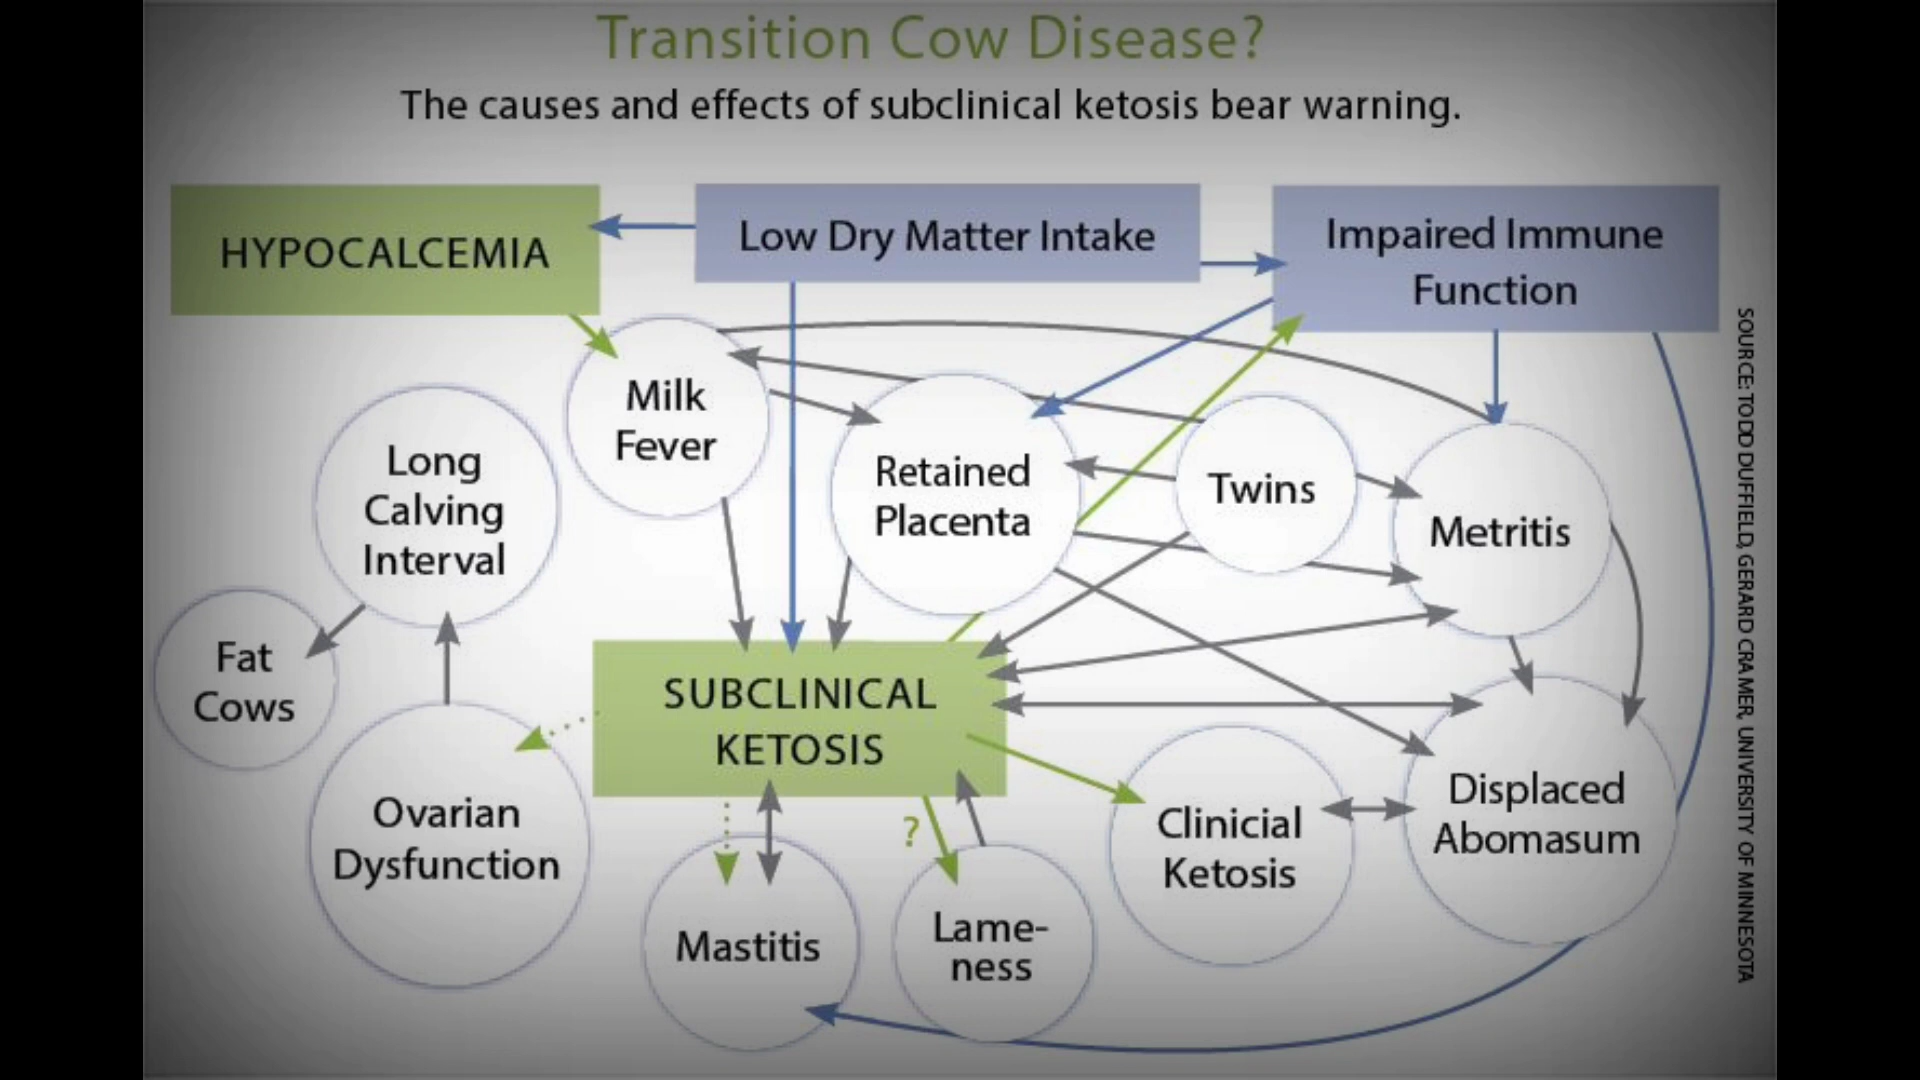 Transition Cow Disease?
The causes and effects of subclinical ketosis bear warning.
HYPOCALCEMIA
Low Dry Matter Intake
Impaired Immune
Function
Milk
Fever
Long
Calving
Interval
Retained
Placenta
Twins
Metritis
Fat
Cows
SUBCLINICAL
KETOSIS
Ovarian
Dysfunction
?
Mastitis
Lame-
ness
Clinicial
Ketosis
Displaced
Abomasum
SOURCE: TODD DUFFIELD, GERARD CRAMER, UNIVERSITY OF MINNESOTA